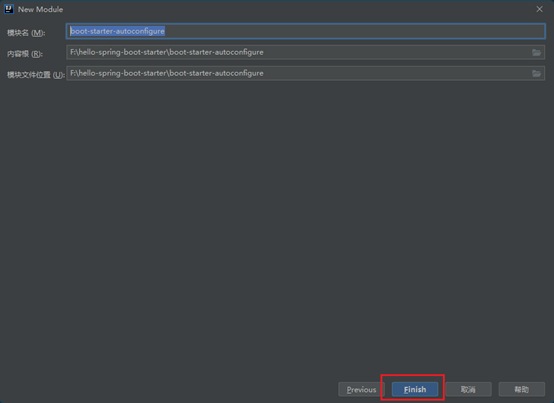 New Module
模块名 (M):
boot-starter-autoconfigure
内容根 (R):
F:\hello-spring-boot-starter\boot-starter-autoconfigure
模块文件位置 (U):
F:\hello-spring-boot-starter\boot-starter-autoconfigure
Previous
Finish
取消
帮助